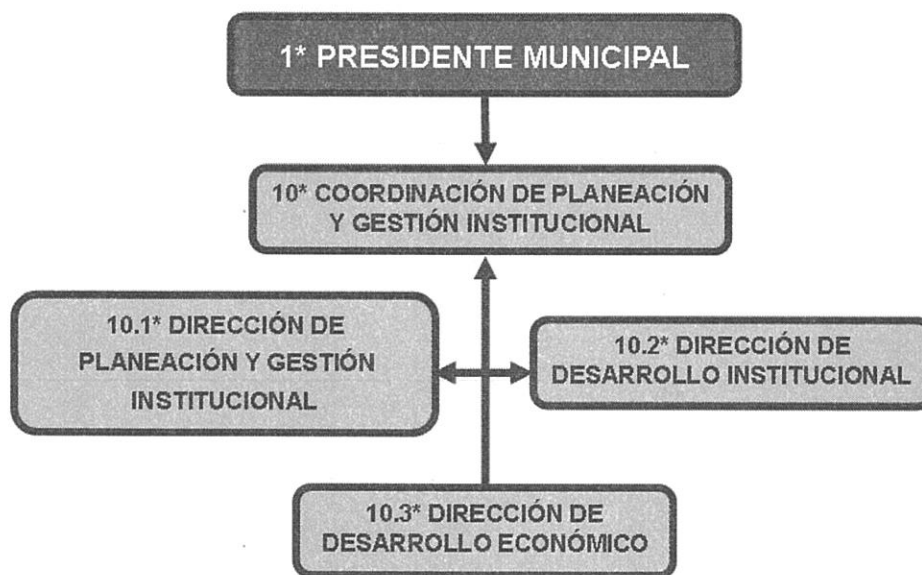 1* PRESIDENTE MUNICIPAL
10* COORDINACIÓN DE PLANEACIÓN
Y GESTIÓN INSTITUCIONAL
10.1* DIRECCIÓN DE
PLANEACIÓN Y GESTIÓN
INSTITUCIONAL
10.2* DIRECCIÓN DE
DESARROLLO INSTITUCIONAL
10.3* DIRECCIÓN DE
DESARROLLO ECONÓMICO